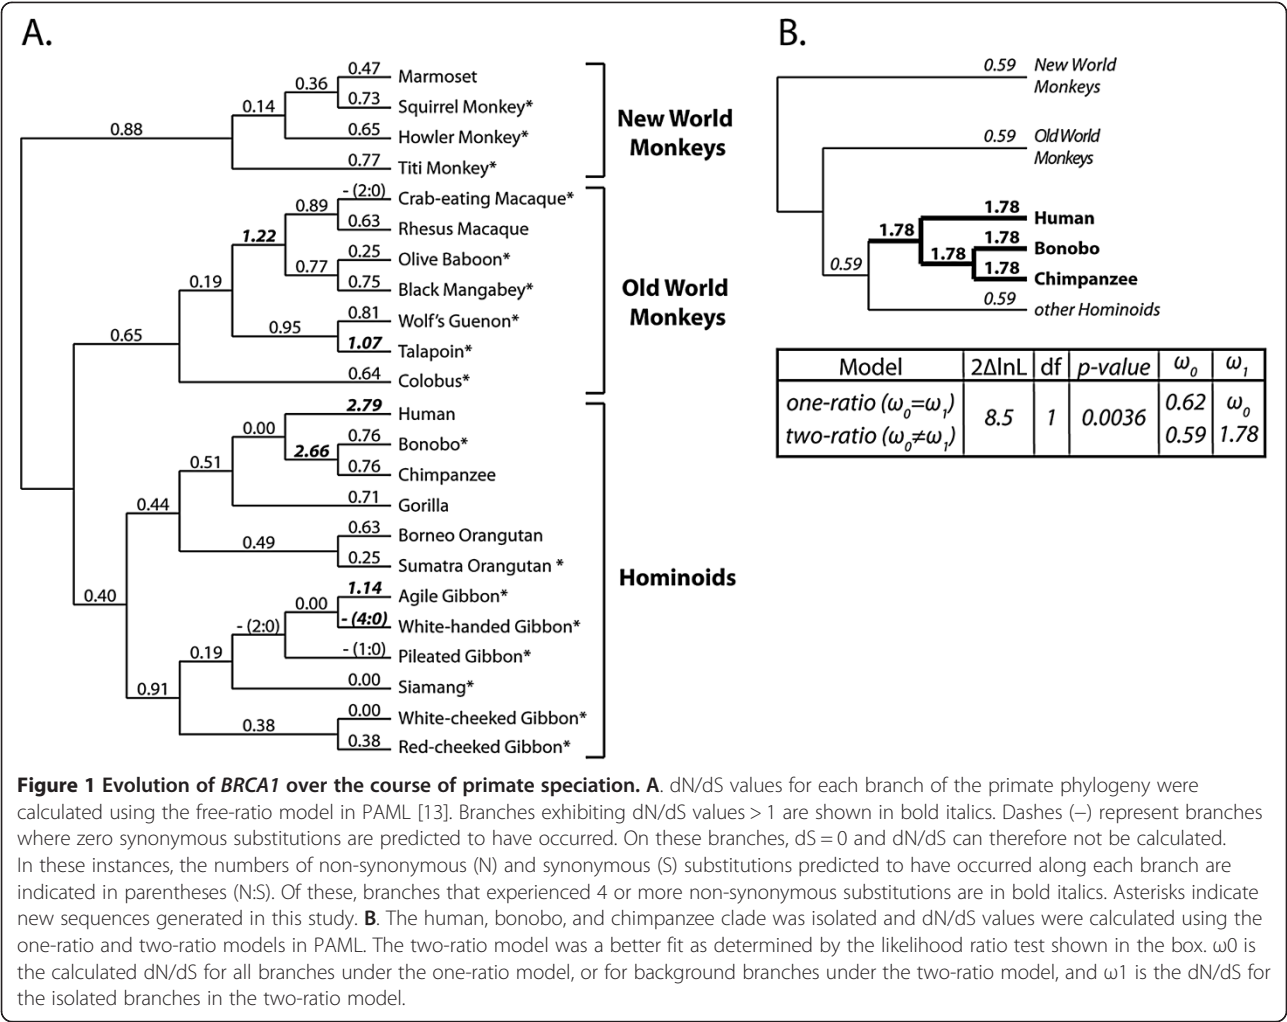 A.
0.88
0.14
0.36
0.47
Marmoset
0.73
Squirrel Monkey*
0.65
Howler Monkey*
0.77
Titi Monkey*
New World
Monkeys
0.65
0.19
1.22
0.89
- (2:0)
Crab-eating Macaque*
0.63
Rhesus Macaque
0.77
0.25
Olive Baboon*
0.75
Black Mangabey*
0.95
0.81
Wolf's Guenon*
1.07
Talapoin*
0.64
Colobus*
Old World
Monkeys
0.40
0.44
0.51
0.00
2.79
Human
2.66
0.76
Bonobo*
0.76
Chimpanzee
0.71
Gorilla
0.49
0.63
Borneo Orangutan
0.25
Sumatra Orangutan *
0.91
0.19
- (2:0)
0.00
1.14
Agile Gibbon*
- (4:0)
White-handed Gibbon*
- (1:0)
Pileated Gibbon*
0.00
Siamang*
0.38
0.00
White-cheeked Gibbon*
0.38
Red-cheeked Gibbon*
Hominoids
B.
0.59 New World
Monkeys
0.59 Old World
Monkeys
0.59
1.78
1.78 Human
1.78
1.78 Bonobo
1.78 Chimpanzee
0.59 other Hominoids
Model 2ΔlnL df p-value ω0 ω1
one-ratio (ω0=ω1) 8.5 1 0.0036 0.62 ω0
two-ratio (ω0≠ω1) 0.59 1.78
Figure 1 Evolution of BRCA1 over the course of primate speciation. A. dN/dS values for each branch of the primate phylogeny were
calculated using the free-ratio model in PAML [13]. Branches exhibiting dN/dS values > 1 are shown in bold italics. Dashes (−) represent branches
where zero synonymous substitutions are predicted to have occurred. On these branches, dS = 0 and dN/dS can therefore not be calculated.
In these instances, the numbers of non-synonymous (N) and synonymous (S) substitutions predicted to have occurred along each branch are
indicated in parentheses (N:S). Of these, branches that experienced 4 or more non-synonymous substitutions are in bold italics. Asterisks indicate
new sequences generated in this study. B. The human, bonobo, and chimpanzee clade was isolated and dN/dS values were calculated using the
one-ratio and two-ratio models in PAML. The two-ratio model was a better fit as determined by the likelihood ratio test shown in the box. ω0 is
the calculated dN/dS for all branches under the one-ratio model, or for background branches under the two-ratio model, and ω1 is the dN/dS for
the isolated branches in the two-ratio model.